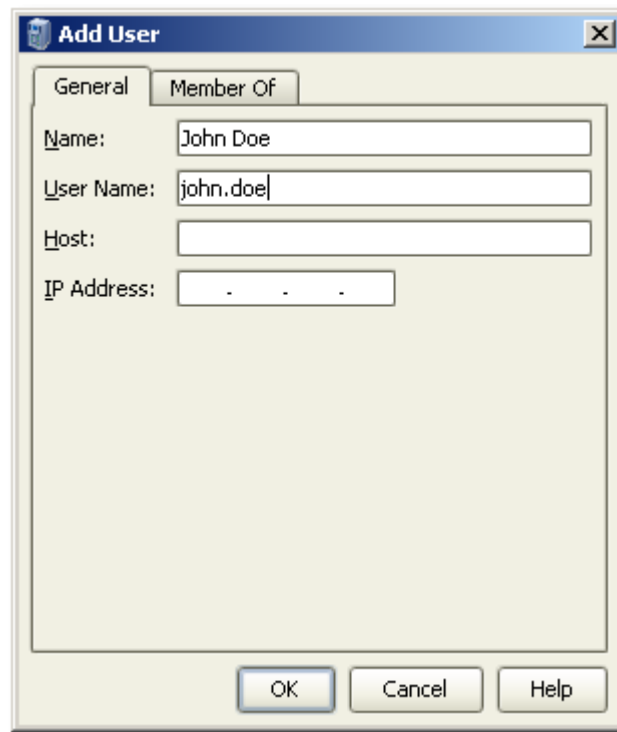 Add User
General Member Of
Name: John Doe
User Name: john.doe
Host:
IP Address: . . .
OK Cancel Help